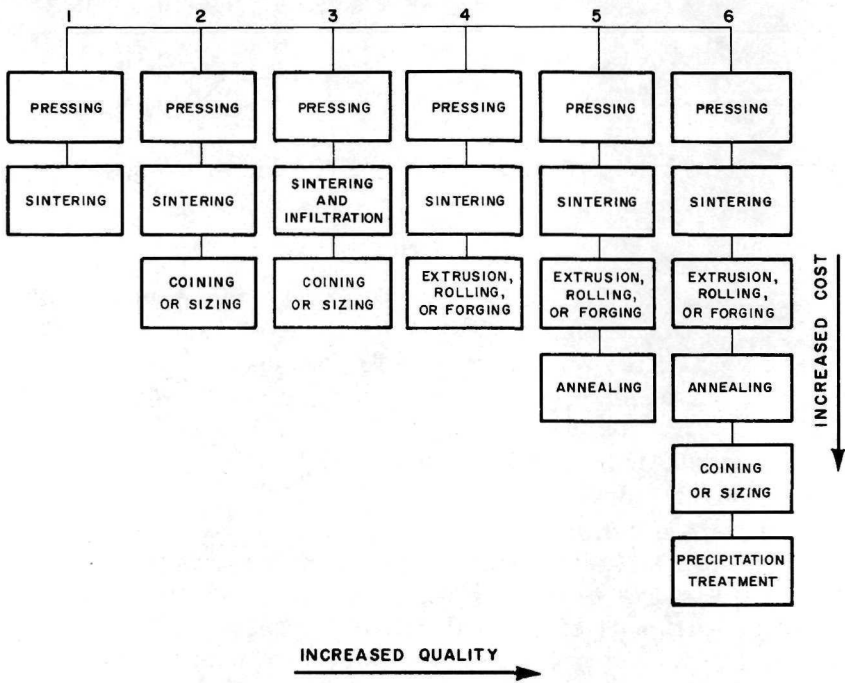 1 2 3 4 5 6
PRESSING PRESSING PRESSING PRESSING PRESSING PRESSING
SINTERING
SINTERING
SINTERING
AND
INFILTRATION
SINTERING
SINTERING
SINTERING
COINING
OR SIZING
COINING
OR SIZING
EXTRUSION,
ROLLING,
OR FORGING
EXTRUSION,
ROLLING,
OR FORGING
EXTRUSION,
ROLLING,
OR FORGING
ANNEALING
ANNEALING
COINING
OR SIZING
PRECIPITATION
TREATMENT
INCREASED COST
INCREASED QUALITY